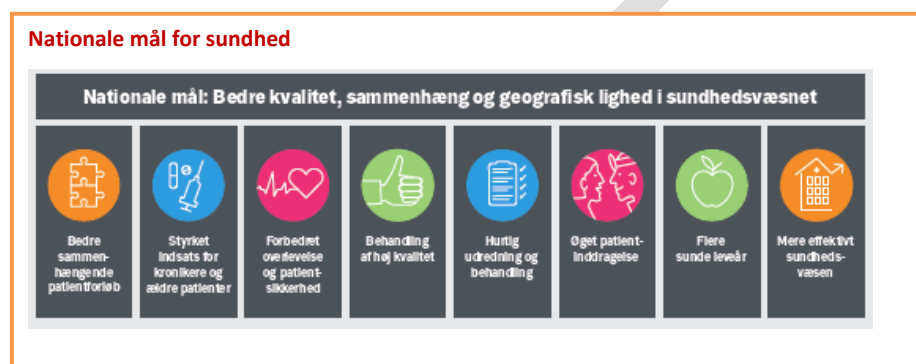 Nationale mål for sundhed
Nationale mål: Bedre kvalitet, sammenhæng og geografisk lighed i sundhedsvæsnet
Bedre
sammen-
hængende
patientforløb
Styrket
indsats for
kronikere og
ældre patienter
Forbedret
overlevelse
og patient-
sikkerhed
Behandling
af høj kvalitet
Hurtig
udredning og
behandling
Øget patient-
inddragelse
Flere
sunde leveår
Mere effektivt
sundheds-
væsen